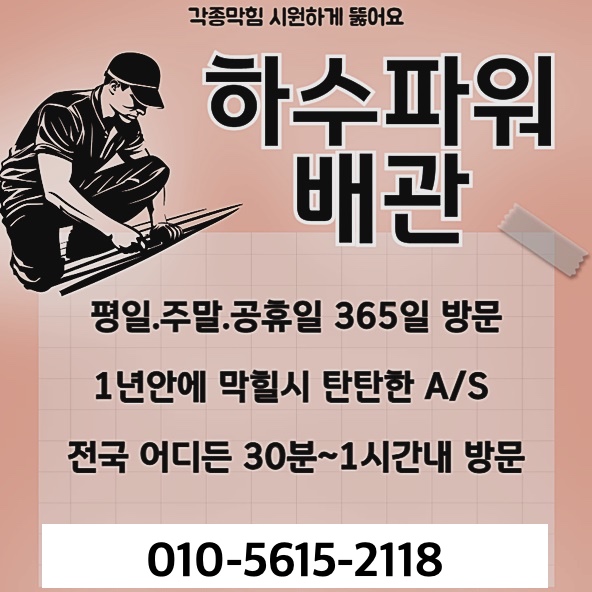 각종막힘 시원하게 뚫어요
하수파워
배관
평일.주말.공휴일 365일 방문
1년안에 막힐시 탄탄한 A/S
전국 어디든 30분~1시간내 방문
010-5615-2118